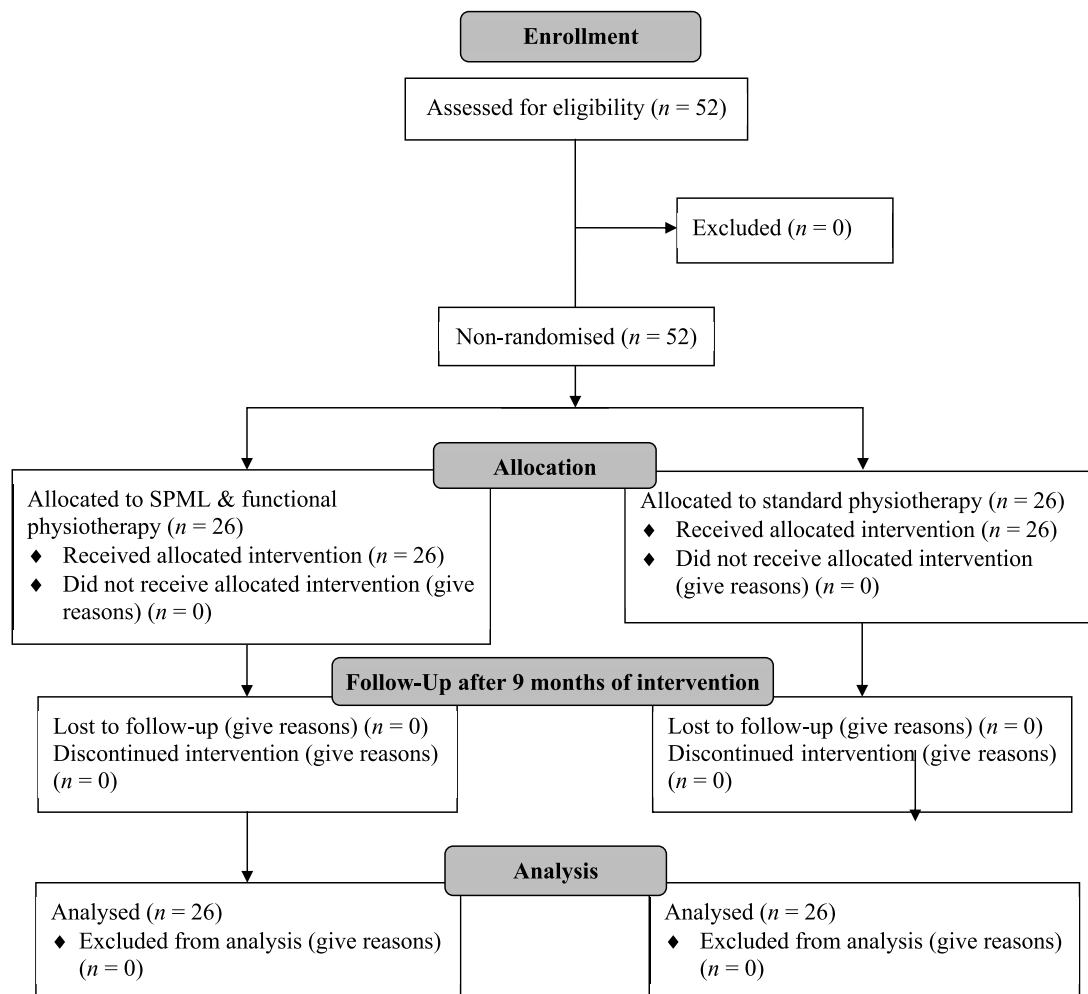 Enrollment
Assessed for eligibility (n = 52)
Excluded (n = 0)
Non-randomised (n = 52)
Allocation
Allocated to SPML & functional
physiotherapy (n = 26)
♦ Received allocated intervention (n = 26)
♦ Did not receive allocated intervention (give
reasons) (n = 0)
Allocated to standard physiotherapy (n = 26)
♦ Received allocated intervention (n = 26)
♦ Did not receive allocated intervention
(give reasons) (n = 0)
Follow-Up after 9 months of intervention
Lost to follow-up (give reasons) (n = 0)
Discontinued intervention (give reasons)
(n = 0)
Lost to follow-up (give reasons) (n = 0)
Discontinued intervention (give reasons)
(n = 0)
Analysis
Analysed (n = 26)
♦ Excluded from analysis (give reasons)
(n = 0)
Analysed (n = 26)
♦ Excluded from analysis (give reasons)
(n = 0)